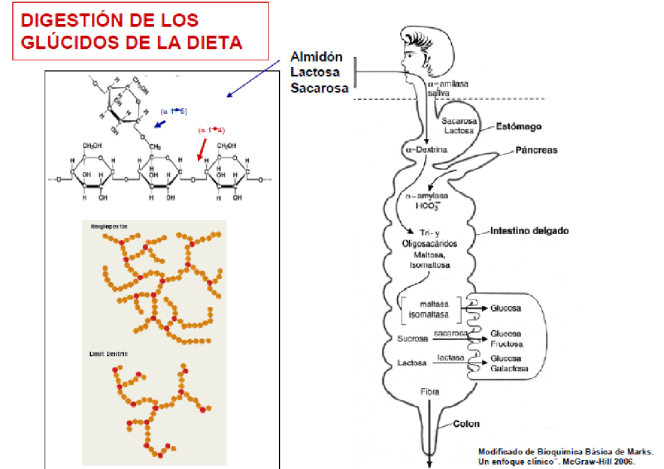 DIGESTIÓN DE LOS
GLÚCIDOS DE LA DIETA
Almidón
Lactosa
Sacarosa
(α 1→6)
(α 1→4)
CH₂OH
CH₂
CH₂OH
CH₂OH
Amylopectin
Limit Dextrin
α-amilasa
saliva
Sacarosa
Lactosa
Estómago
α-Dextrina
Páncreas
α-amylasa
HCO₃⁻
Intestino delgado
Tri- y
Oligosacáridos
Maltosa,
Isomaltosa
maltasa
isomaltasa
Glucosa
Sucrosa
sacarosa
Glucosa
Fructosa
Lactosa
lactasa
Glucosa
Galactosa
Fibra
Colon
Modificado de Bioquímica Básica de Marks.
Un enfoque clínico". McGraw-Hill 2006.